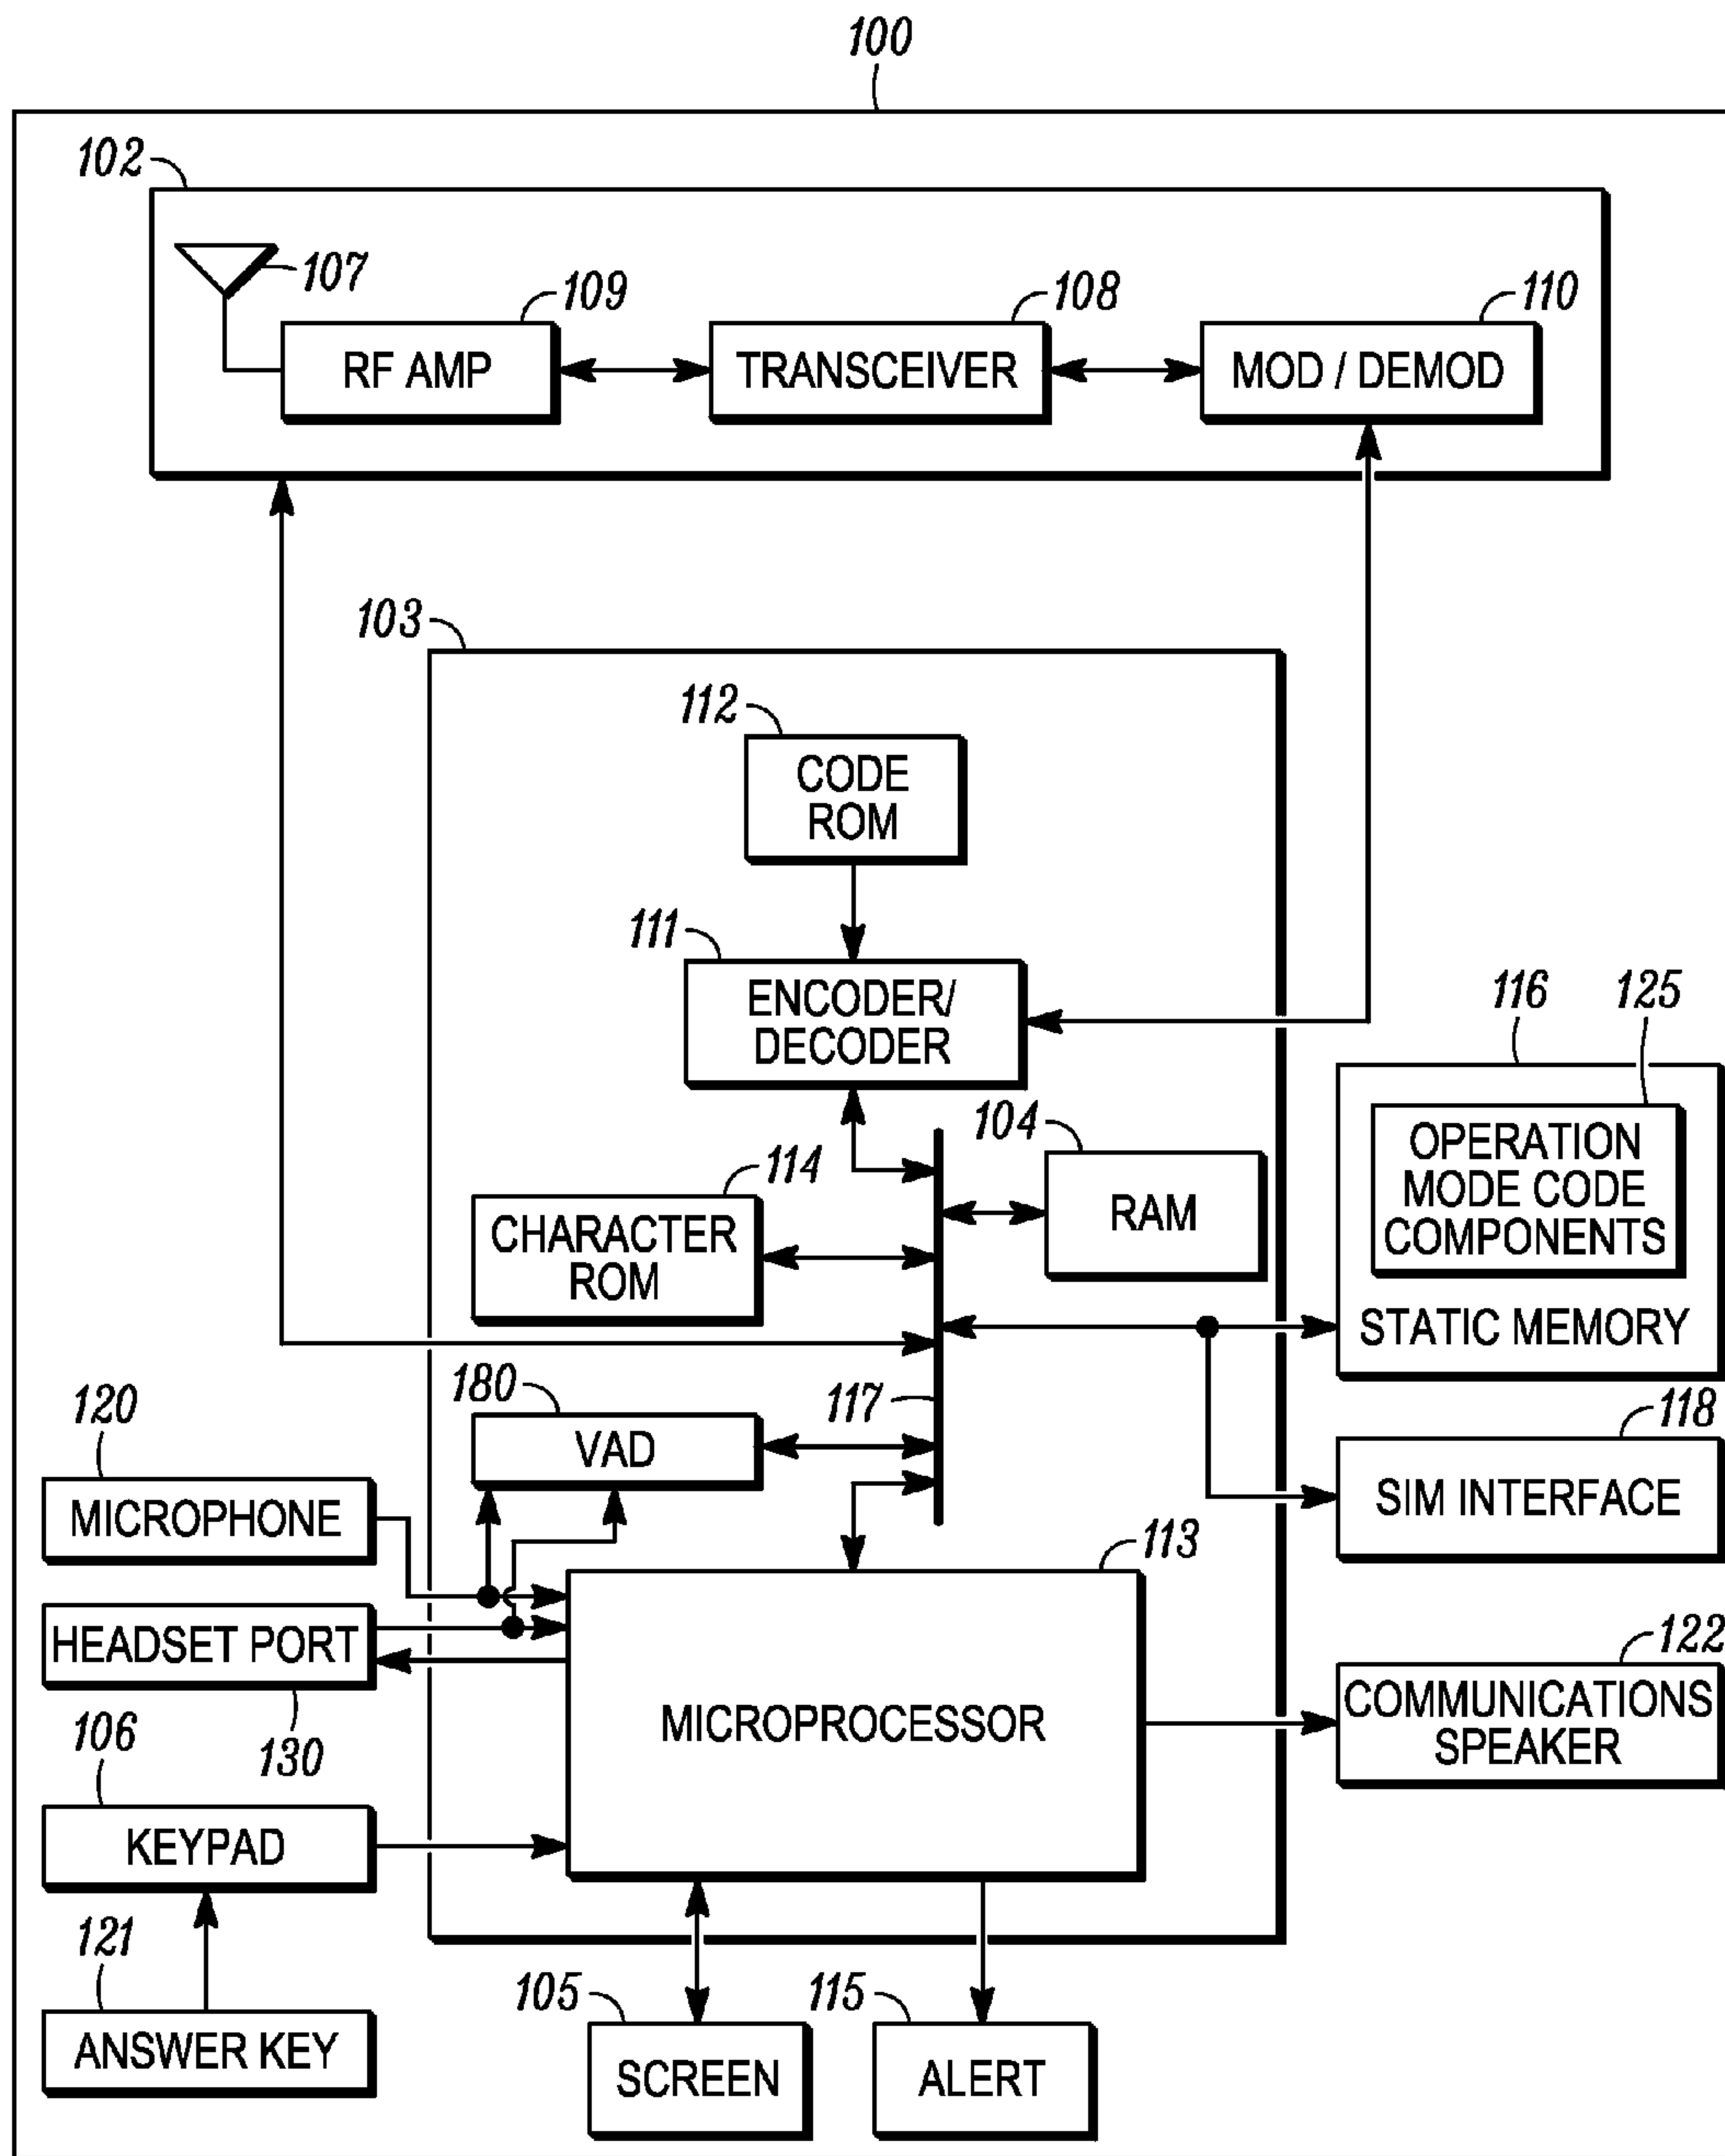 100
102
107
109
108
110
RF AMP
TRANSCEIVER
MOD / DEMOD
103
112
CODE
ROM
111
ENCODER/
DECODER
116
125
OPERATION
MODE CODE
COMPONENTS
STATIC MEMORY
104
RAM
114
CHARACTER
ROM
180
VAD
117
118
SIM INTERFACE
120
MICROPHONE
113
MICROPROCESSOR
HEADSET PORT
130
122
COMMUNICATIONS
SPEAKER
106
KEYPAD
121
ANSWER KEY
105
SCREEN
115
ALERT